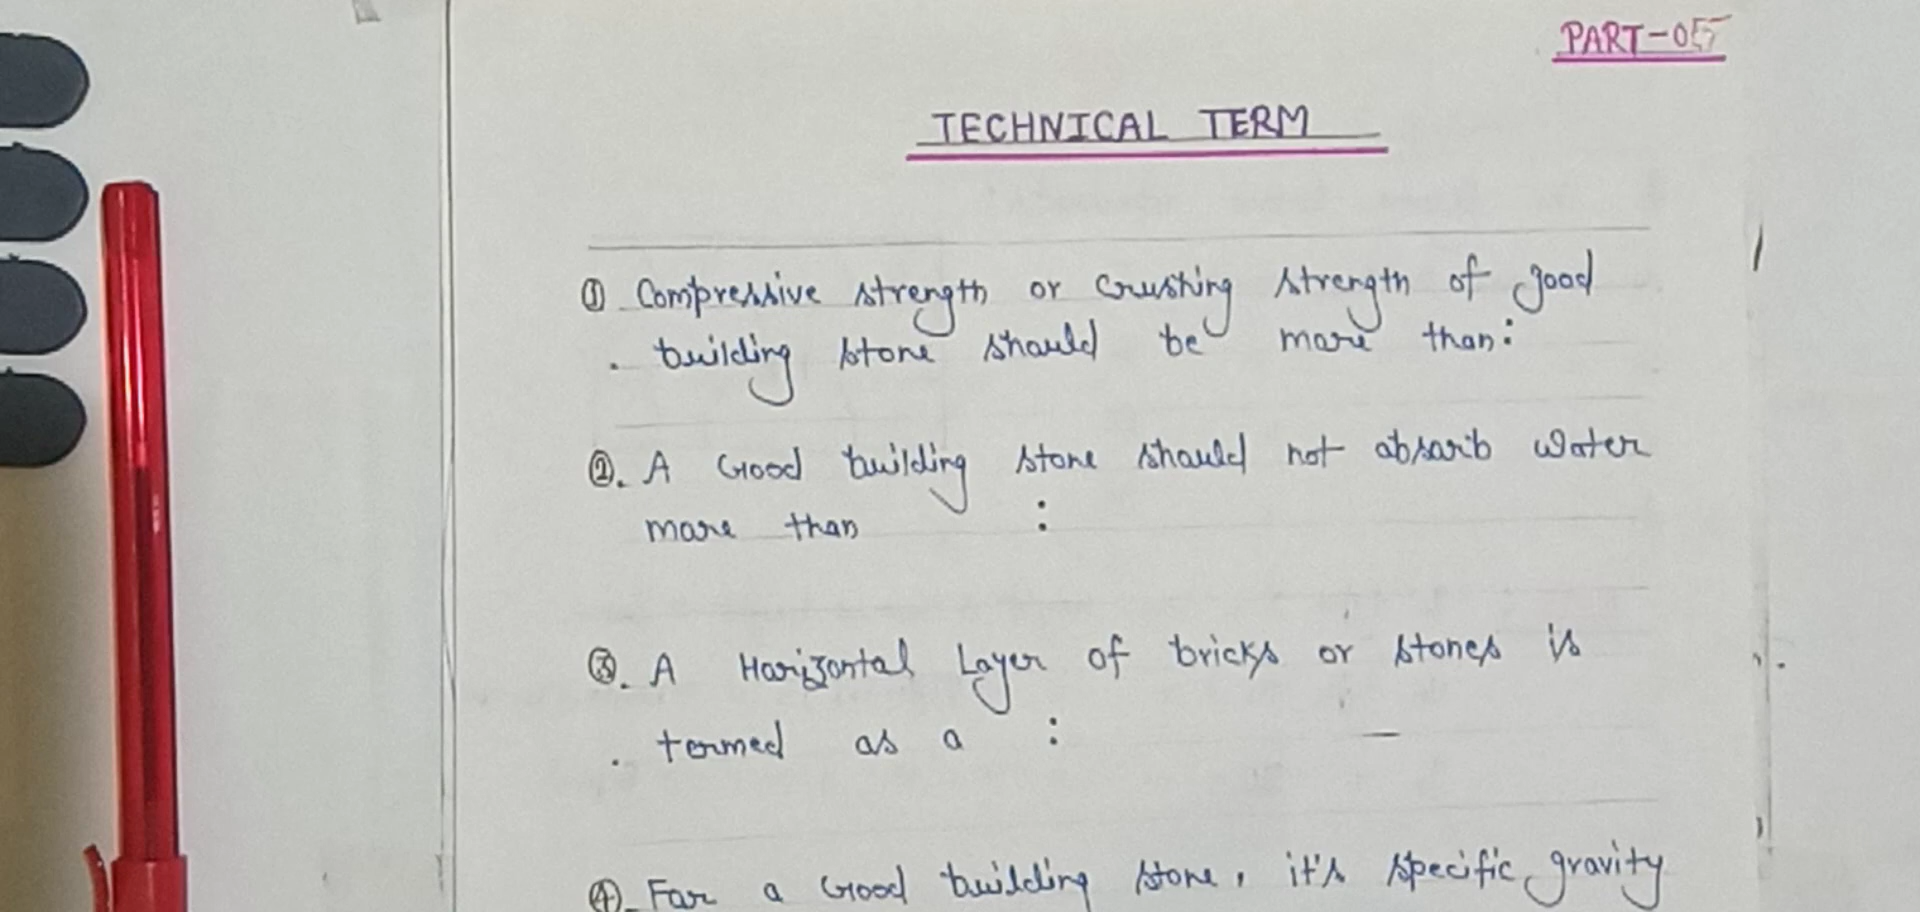 PART-05
TECHNICAL TERM
① Compressive strength or Crushing strength of good
. building stone should be more than:
②. A Good building stone should not absorb water
more than :
③. A Horizontal Layer of bricks or stones is
. termed as a : —
④. For a Good building stone, it's specific gravity